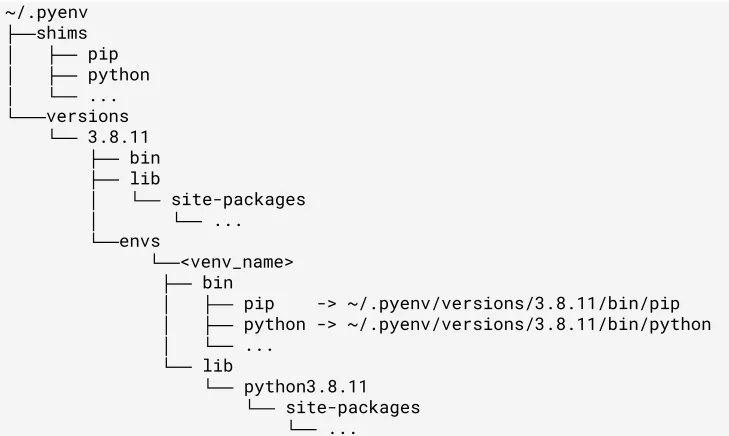 ~/.pyenv
├──shims
│   ├── pip
│   ├── python
│   └── ...
└───versions
    └── 3.8.11
        ├── bin
        ├── lib
        │   └── site-packages
        │       └── ...
        └──envs
              └──<venv_name>
               ├── bin
               │   ├── pip    -> ~/.pyenv/versions/3.8.11/bin/pip
               │   ├── python -> ~/.pyenv/versions/3.8.11/bin/python
               │   └── ...
               └── lib
                   └── python3.8.11
                       └── site-packages
                           └── ...